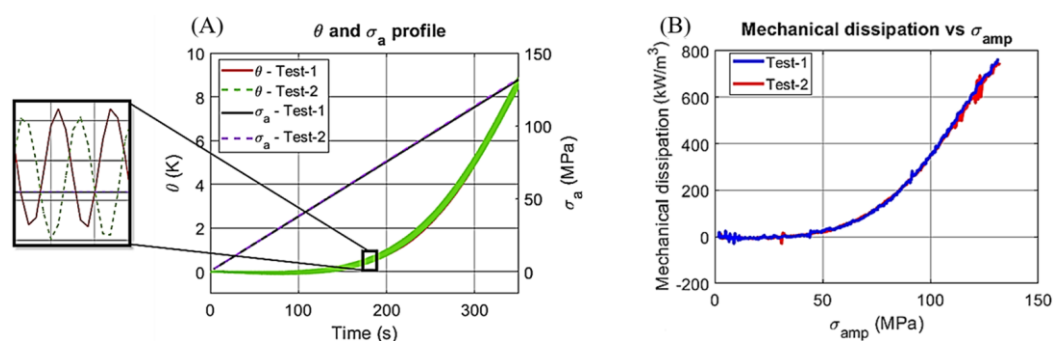 (A)
θ and σa profile
θ - Test-1
θ - Test-2
σa - Test-1
σa - Test-2
10
8
6
4
2
0
θ (K)
150
100
50
0
σa (MPa)
0
100
200
300
Time (s)
(B)
Mechanical dissipation vs σamp
Test-1
Test-2
800
600
400
200
0
-200
Mechanical dissipation (kW/m³)
0
50
100
150
σamp (MPa)